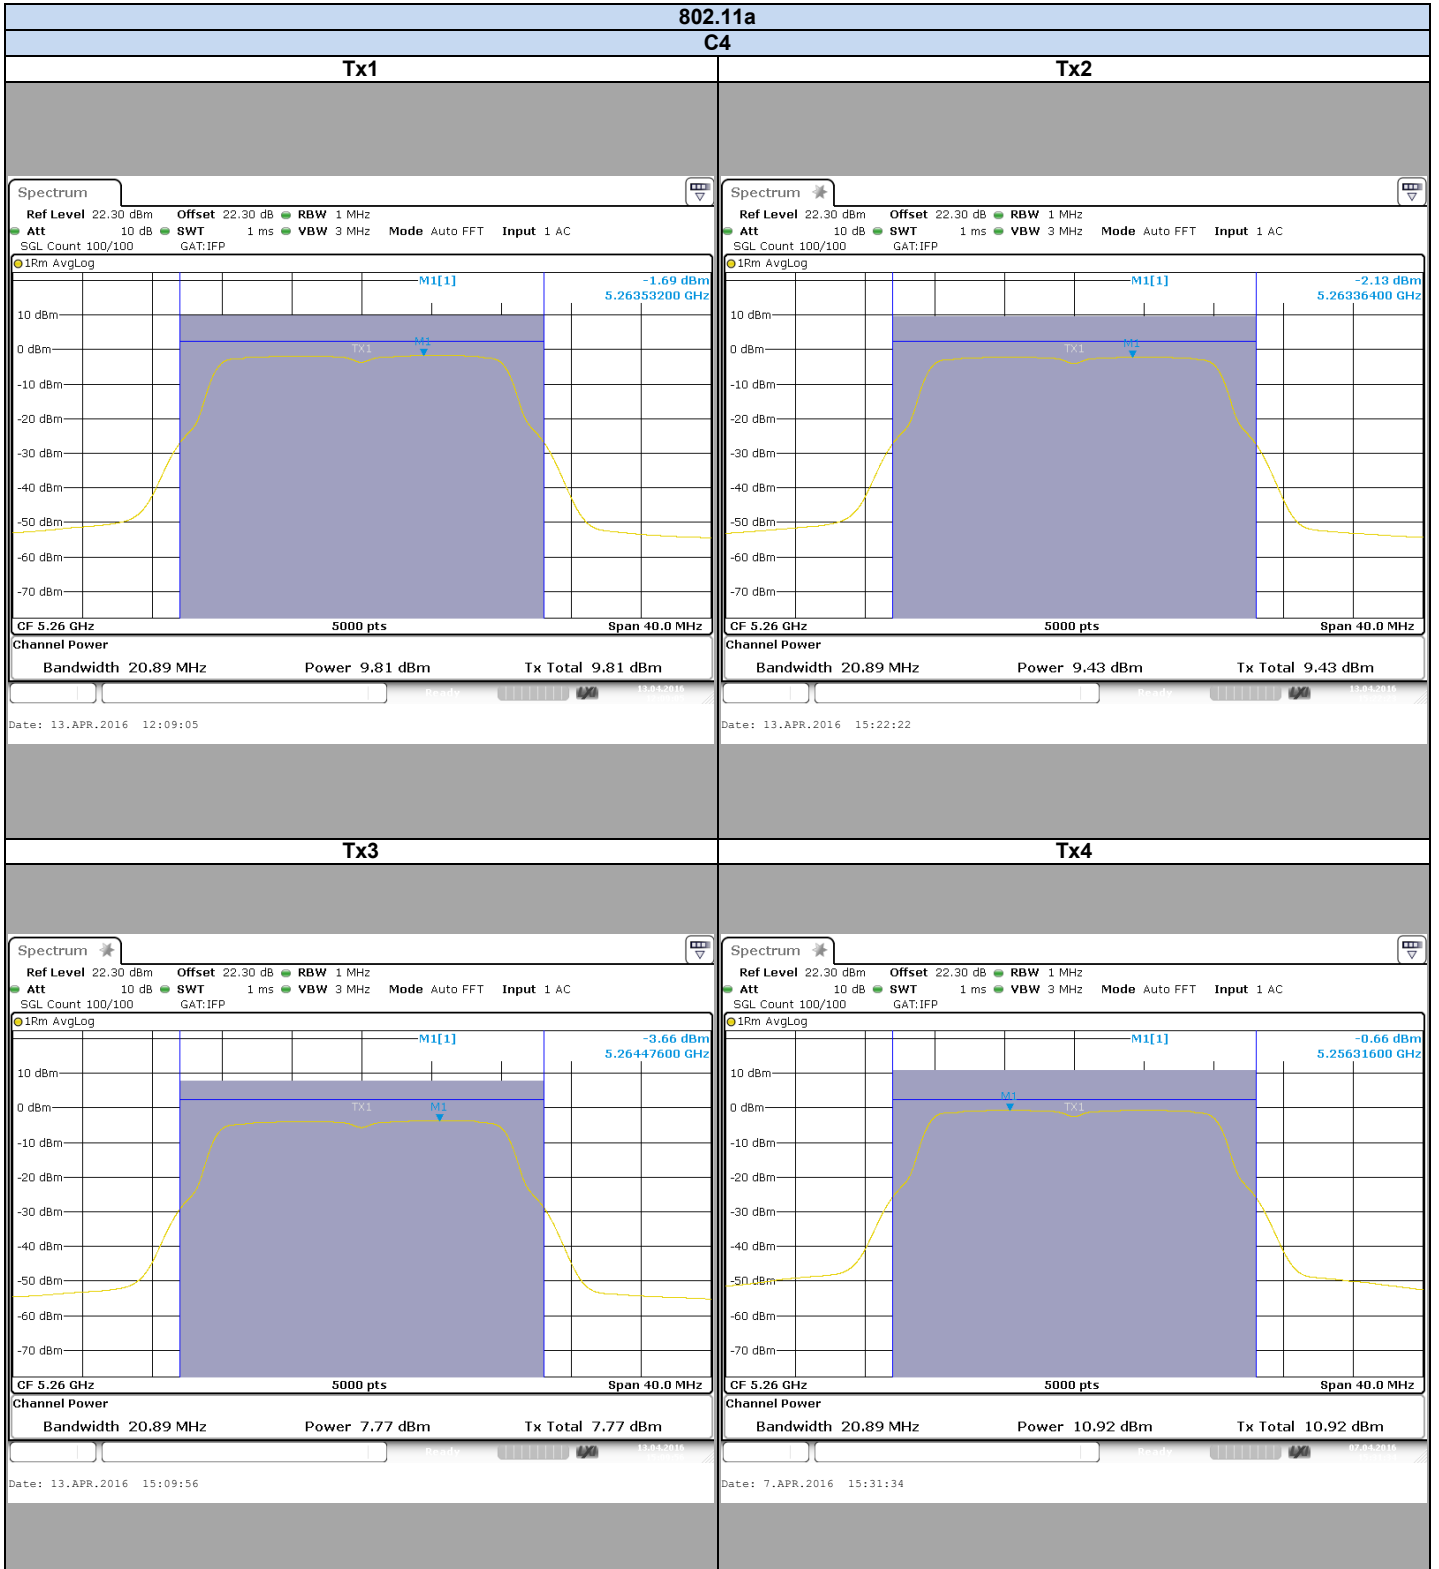 802.11a
C4
Tx1
Spectrum
Ref Level 22.30 dBm Offset 22.30 dB RBW 1 MHz
Att 10 dB SWT 1 ms VBW 3 MHz Mode Auto FFT Input 1 AC
SGL Count 100/100 GAT:IFP
1Rm AvgLog
M1[1] -1.69 dBm
5.26353200 GHz
10 dBm
M1
TX1
0 dBm
-10 dBm
-20 dBm
-30 dBm
-40 dBm
-50 dBm
-60 dBm
-70 dBm
CF 5.26 GHz 5000 pts Span 40.0 MHz
Channel Power
Bandwidth 20.89 MHz Power 9.81 dBm Tx Total 9.81 dBm
Ready 13.04.2016
Date: 13.APR.2016 12:09:05
Tx2
Spectrum
Ref Level 22.30 dBm Offset 22.30 dB RBW 1 MHz
Att 10 dB SWT 1 ms VBW 3 MHz Mode Auto FFT Input 1 AC
SGL Count 100/100 GAT:IFP
1Rm AvgLog
M1[1] -2.13 dBm
5.26336400 GHz
10 dBm
M1
TX1
0 dBm
-10 dBm
-20 dBm
-30 dBm
-40 dBm
-50 dBm
-60 dBm
-70 dBm
CF 5.26 GHz 5000 pts Span 40.0 MHz
Channel Power
Bandwidth 20.89 MHz Power 9.43 dBm Tx Total 9.43 dBm
Ready 13.04.2016
Date: 13.APR.2016 15:22:22
Tx3
Spectrum
Ref Level 22.30 dBm Offset 22.30 dB RBW 1 MHz
Att 10 dB SWT 1 ms VBW 3 MHz Mode Auto FFT Input 1 AC
SGL Count 100/100 GAT:IFP
1Rm AvgLog
M1[1] -3.66 dBm
5.26447600 GHz
10 dBm
0 dBm TX1 M1
-10 dBm
-20 dBm
-30 dBm
-40 dBm
-50 dBm
-60 dBm
-70 dBm
CF 5.26 GHz 5000 pts Span 40.0 MHz
Channel Power
Bandwidth 20.89 MHz Power 7.77 dBm Tx Total 7.77 dBm
Ready 13.04.2016
Date: 13.APR.2016 15:09:56
Tx4
Spectrum
Ref Level 22.30 dBm Offset 22.30 dB RBW 1 MHz
Att 10 dB SWT 1 ms VBW 3 MHz Mode Auto FFT Input 1 AC
SGL Count 100/100 GAT:IFP
1Rm AvgLog
M1[1] -0.66 dBm
5.25631600 GHz
10 dBm
M1
0 dBm TX1
-10 dBm
-20 dBm
-30 dBm
-40 dBm
-50 dBm
-60 dBm
-70 dBm
CF 5.26 GHz 5000 pts Span 40.0 MHz
Channel Power
Bandwidth 20.89 MHz Power 10.92 dBm Tx Total 10.92 dBm
Ready 07.04.2016
Date: 7.APR.2016 15:31:34